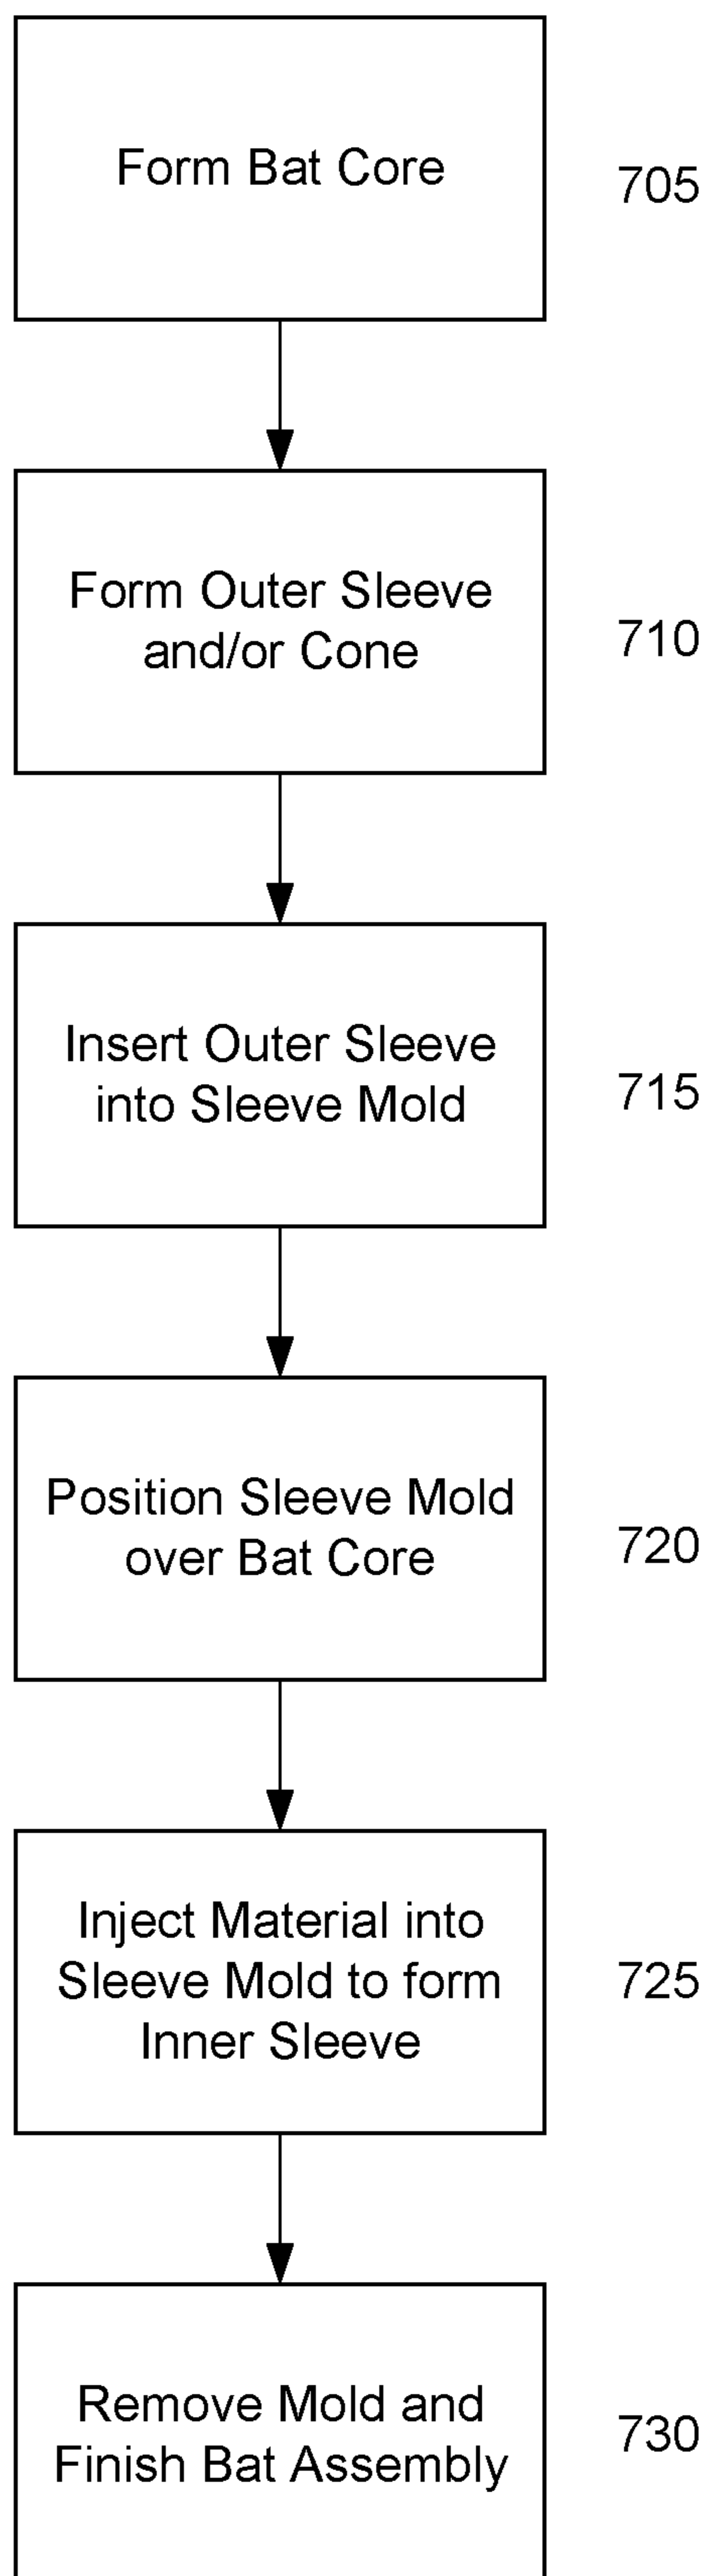 Form Bat Core
705
Form Outer Sleeve
and/or Cone
710
Insert Outer Sleeve
into Sleeve Mold
715
Position Sleeve Mold
over Bat Core
720
Inject Material into
Sleeve Mold to form
Inner Sleeve
725
Remove Mold and
Finish Bat Assembly
730